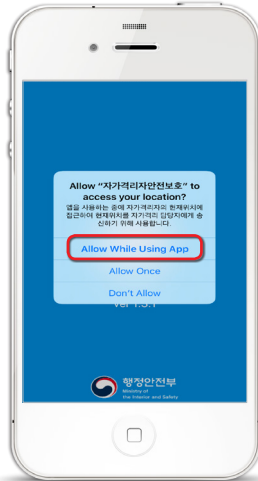 Allow “자가격리자안전보호” to
access your location?
앱을 사용하는 중에 자가격리자의 현재위치에
접근하여 현재위치를 자가격리 담당자에게 송
신하기 위해 사용합니다.
Allow While Using App
Allow Once
Don't Allow
Ver 1.3.1
행정안전부
Ministry of
the Interior and Safety